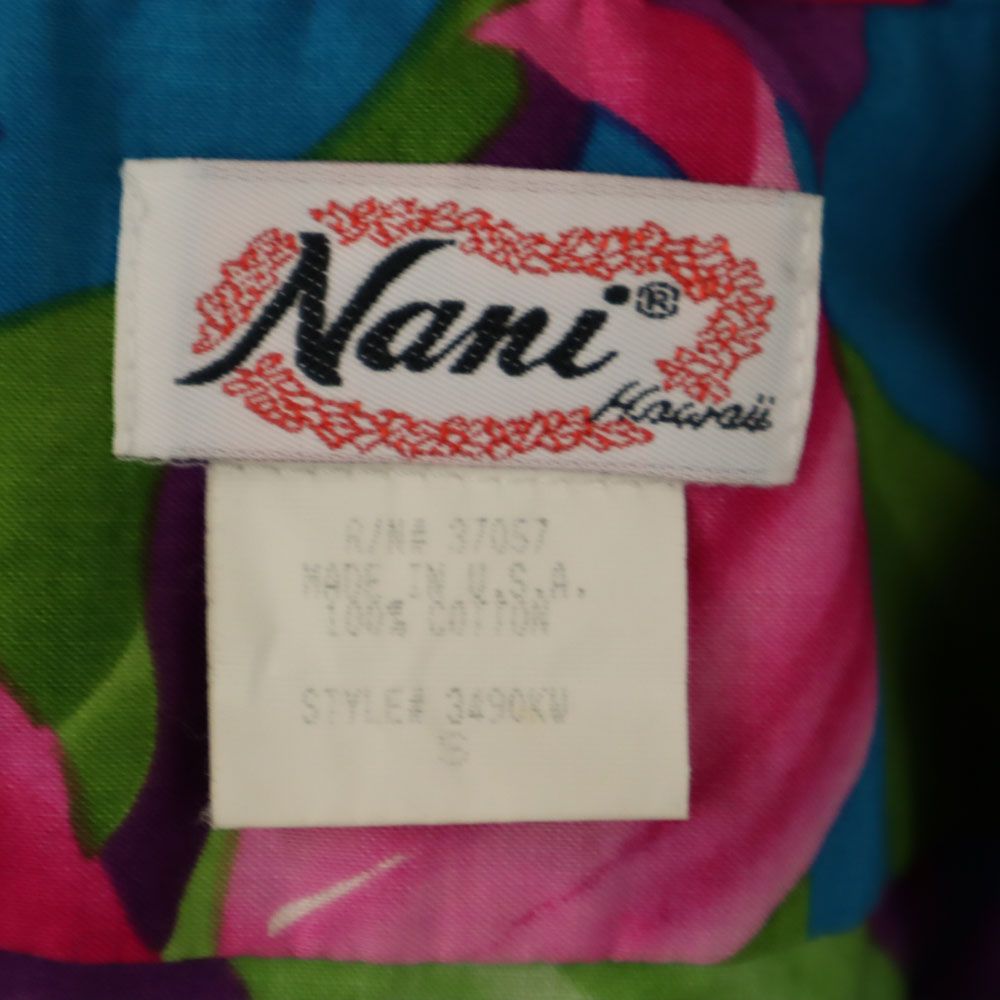 Nani®
Hawaii
R/N# 37057
MADE IN U.S.A.
100% COTTON
STYLE# 3490KW
S